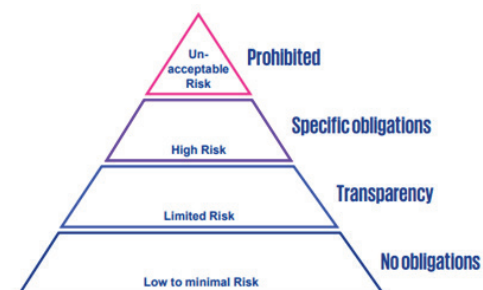 Un-
acceptable
Risk
Prohibited
High Risk
Specific obligations
Limited Risk
Transparency
Low to minimal Risk
No obligations